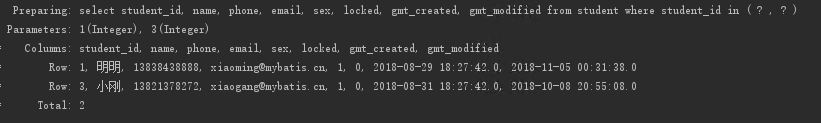 Preparing: select student_id, name, phone, email, sex, locked, gmt_created, gmt_modified from student where student_id in ( ? , ? )
Parameters: 1(Integer), 3(Integer)
Columns: student_id, name, phone, email, sex, locked, gmt_created, gmt_modified
Row: 1, 明明, 13838438888, xiaoming@mybatis.cn, 1, 0, 2018-08-29 18:27:42.0, 2018-11-05 00:31:38.0
Row: 3, 小刚, 13821378272, xiaogang@mybatis.cn, 1, 0, 2018-08-31 18:27:42.0, 2018-10-08 20:55:08.0
Total: 2